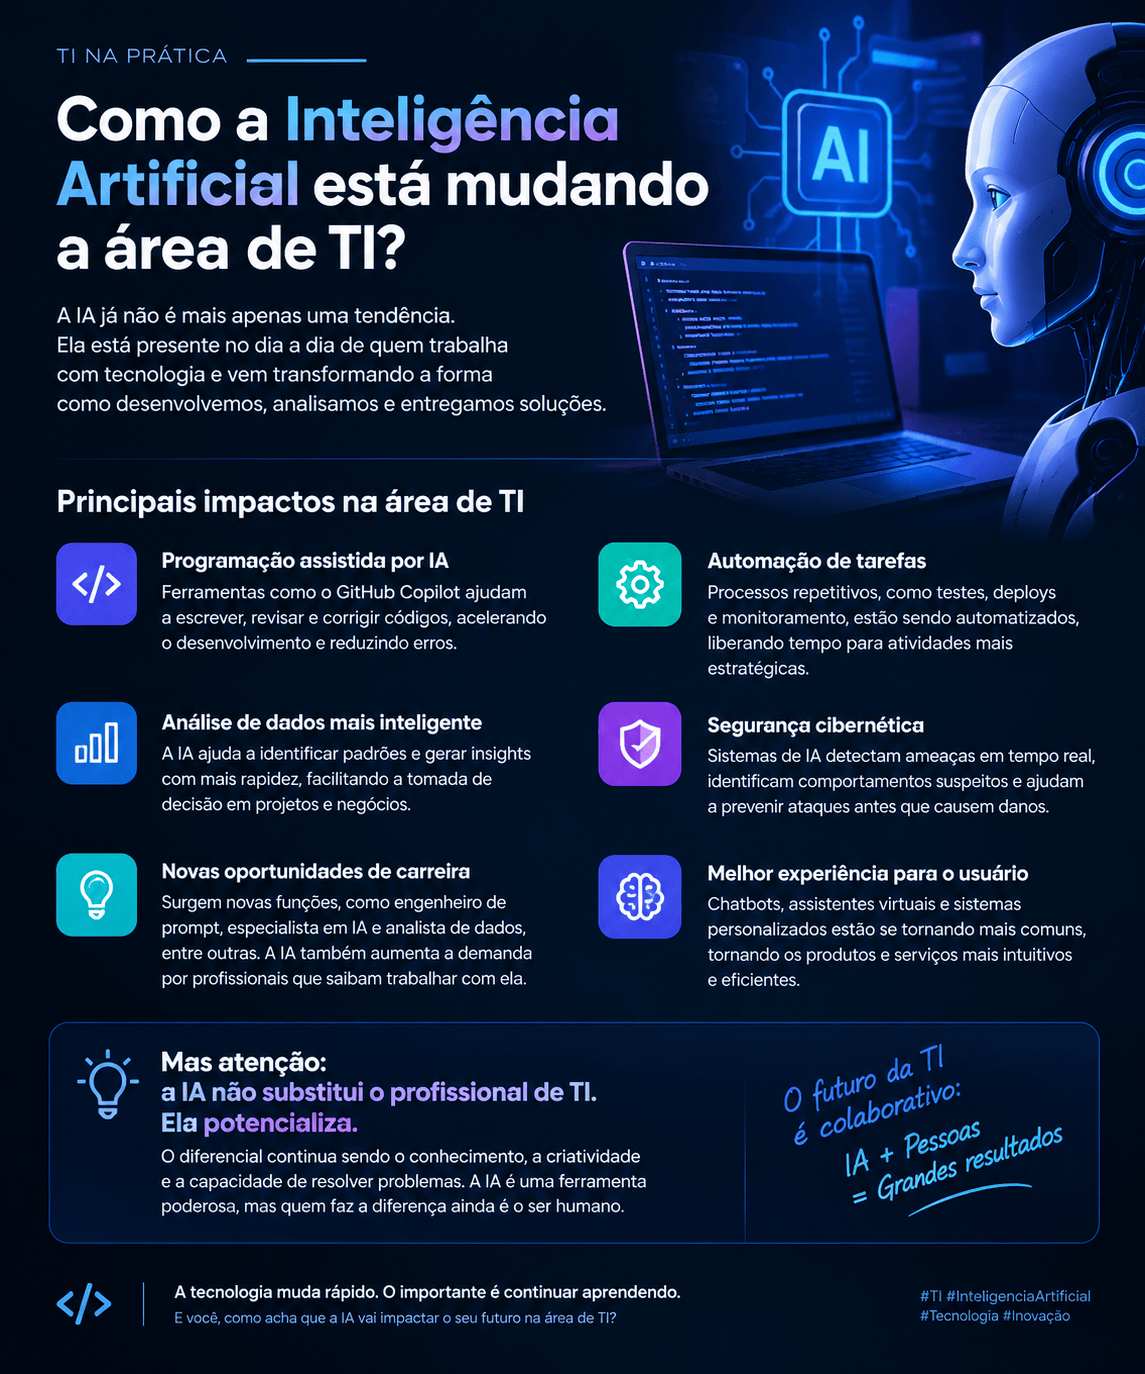 TI NA PRÁTICA
Como a Inteligência
Artificial está mudando
a área de TI?
AI
A IA já não é mais apenas uma tendência.
Ela está presente no dia a dia de quem trabalha
com tecnologia e vem transformando a forma
como desenvolvemos, analisamos e entregamos soluções.
Principais impactos na área de TI
Programação assistida por IA
Ferramentas como o GitHub Copilot ajudam
a escrever, revisar e corrigir códigos, acelerando
o desenvolvimento e reduzindo erros.
Automação de tarefas
Processos repetitivos, como testes, deploys
e monitoramento, estão sendo automatizados,
liberando tempo para atividades mais
estratégicas.
Análise de dados mais inteligente
A IA ajuda a identificar padrões e gerar insights
com mais rapidez, facilitando a tomada de
decisão em projetos e negócios.
Segurança cibernética
Sistemas de IA detectam ameaças em tempo real,
identificam comportamentos suspeitos e ajudam
a prevenir ataques antes que causem danos.
Novas oportunidades de carreira
Surgem novas funções, como engenheiro de
prompt, especialista em IA e analista de dados,
entre outras. A IA também aumenta a demanda
por profissionais que saibam trabalhar com ela.
Melhor experiência para o usuário
Chatbots, assistentes virtuais e sistemas
personalizados estão se tornando mais comuns,
tornando os produtos e serviços mais intuitivos
e eficientes.
Mas atenção:
a IA não substitui o profissional de TI.
Ela potencializa.
O diferencial continua sendo o conhecimento, a criatividade
e a capacidade de resolver problemas. A IA é uma ferramenta
poderosa, mas quem faz a diferença ainda é o ser humano.
O futuro da TI
é colaborativo:
IA + Pessoas
= Grandes resultados
</> 
A tecnologia muda rápido. O importante é continuar aprendendo.
E você, como acha que a IA vai impactar o seu futuro na área de TI?
#TI #InteligenciaArtificial
#Tecnologia #Inovação